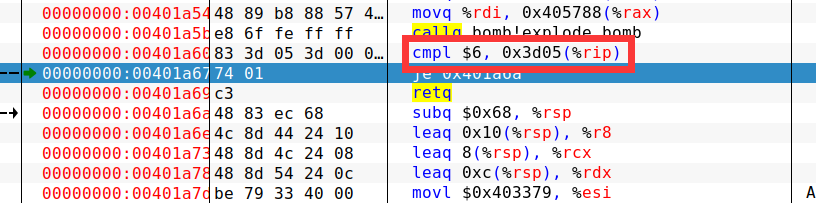 00000000:00401a54 48 89 b8 88 57 4... movq %rdi, 0x405788(%rax)
00000000:00401a5b e8 6f fe ff ff callq bomb!explode_bomb
00000000:00401a60 83 3d 05 3d 00 0... cmpl $6, 0x3d05(%rip)
00000000:00401a67 74 01 je 0x401a6a
00000000:00401a69 c3 retq
00000000:00401a6a 48 83 ec 68 subq $0x68, %rsp
00000000:00401a6e 4c 8d 44 24 10 leaq 0x10(%rsp), %r8
00000000:00401a73 48 8d 4c 24 08 leaq 8(%rsp), %rcx
00000000:00401a78 48 8d 54 24 0c leaq 0xc(%rsp), %rdx
00000000:00401a7d be 79 33 40 00 movl $0x403379, %esi A